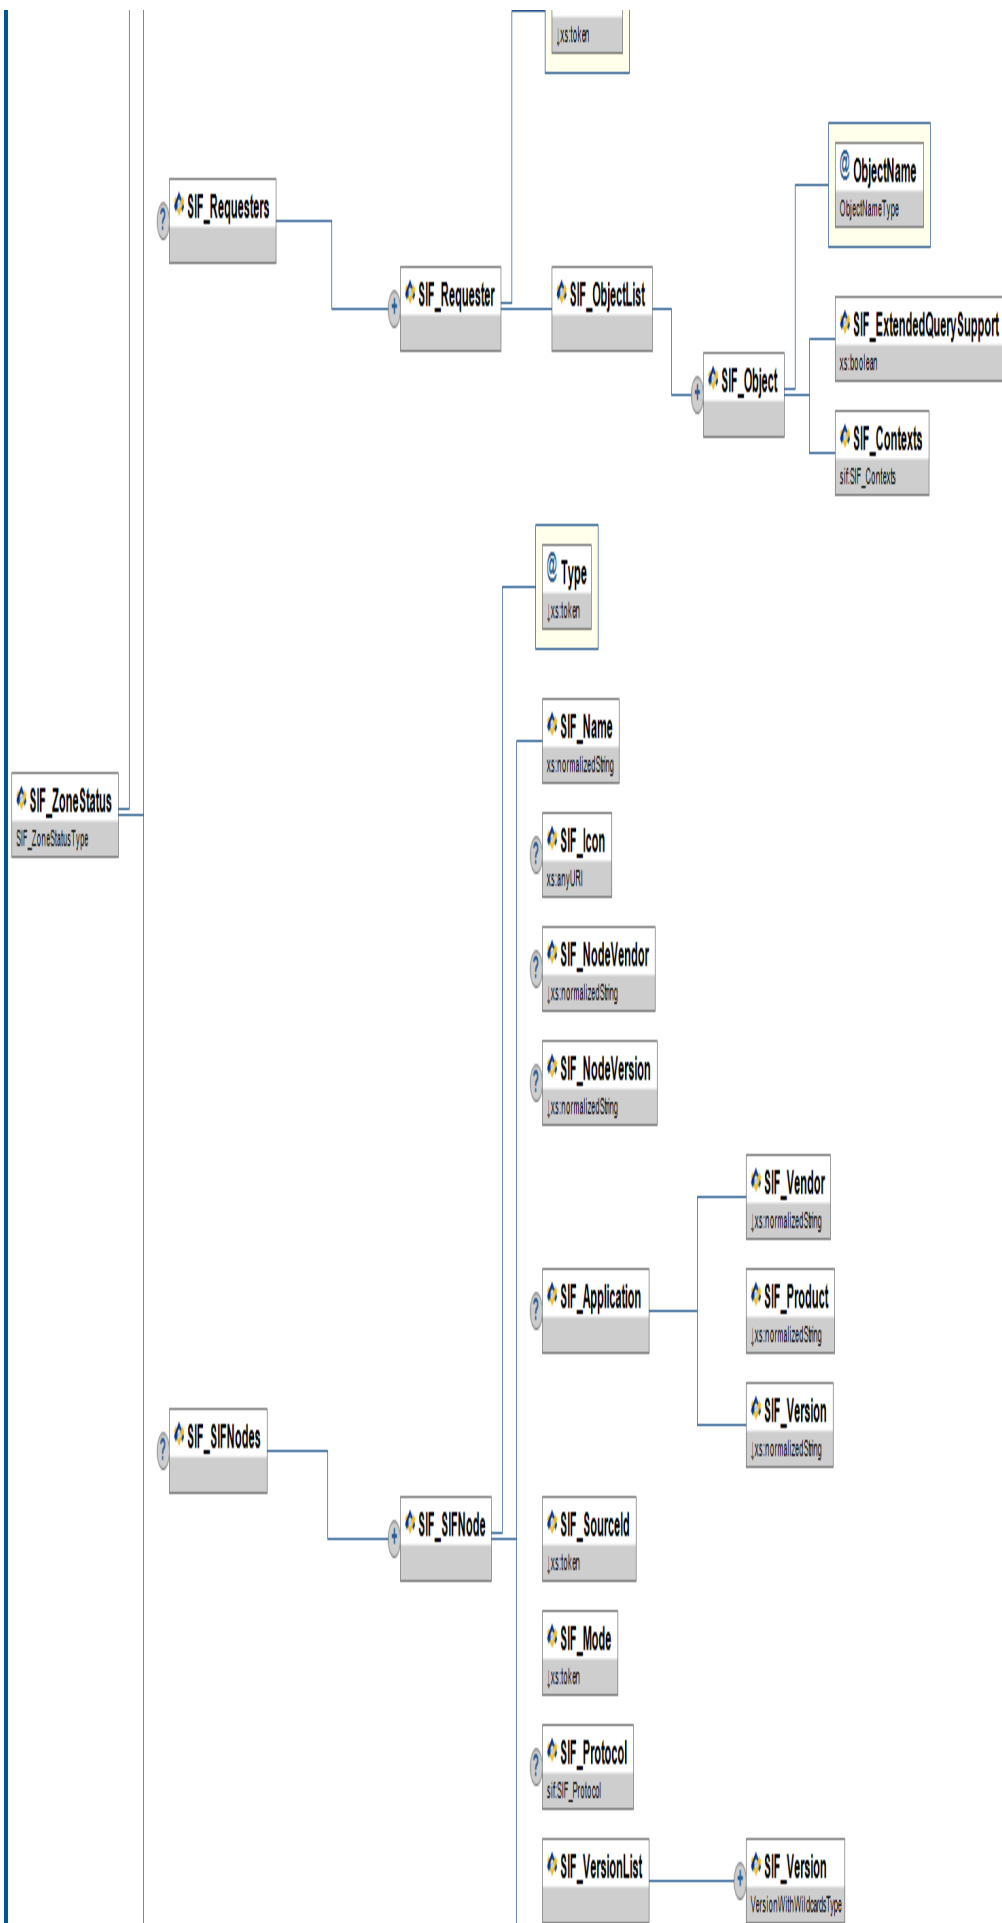 ↓xs:token
@ ObjectName
ObjectNameType
? SIF_Requesters
+ SIF_Requester
SIF_ObjectList
SIF_ExtendedQuerySupport
xs:boolean
+ SIF_Object
SIF_Contexts
sif:SIF_Contexts
@ Type
↓xs:token
SIF_Name
xs:normalizedString
SIF_ZoneStatus
SIF_ZoneStatusType
? SIF_Icon
xs:anyURI
? SIF_NodeVendor
↓xs:normalizedString
? SIF_NodeVersion
↓xs:normalizedString
SIF_Vendor
↓xs:normalizedString
? SIF_Application
SIF_Product
↓xs:normalizedString
SIF_Version
↓xs:normalizedString
? SIF_SIFNodes
+ SIF_SIFNode
SIF_SourceId
↓xs:token
SIF_Mode
↓xs:token
? SIF_Protocol
sif:SIF_Protocol
SIF_VersionList
+ SIF_Version
VersionWithWildcardsType